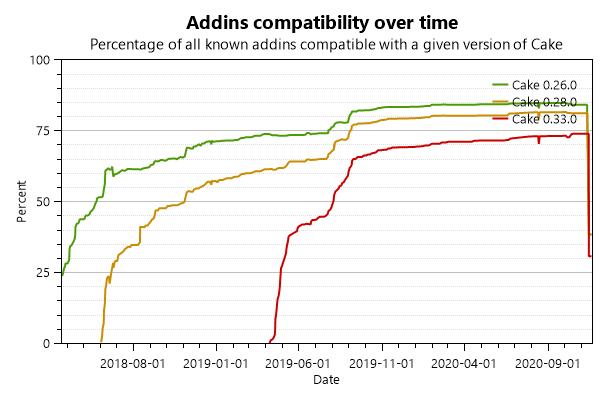 Addins compatibility over time
Percentage of all known addins compatible with a given version of Cake
100
75
50
25
0
Percent
Cake 0.26.0
Cake 0.28.0
Cake 0.33.0
2018-08-01
2019-01-01
2019-06-01
2019-11-01
2020-04-01
2020-09-01
Date